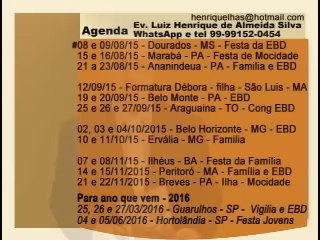 henriquelhas@hotmail.com
Agenda Ev. Luiz Henrique de Almeida Silva
WhatsApp e tel 99-99152-0454
#08 e 09/08/15 - Dourados - MS - Festa da EBD
15 e 16/08/15 - Marabá - PA - Festa de Mocidade
21 a 23/08/15 - Ananindeua - PA - Familia e EBD
12/09/15 - Formatura Débora - filha - São Luis - MA
19 e 20/09/15 - Belo Monte - PA - EBD
25 e 26 e 27/09/15 - Araguaina - TO - Cong EBD
02, 03 e 04/10/2015 - Belo Horizonte - MG - EBD
10 e 11/10/15 - Ervália - MG - Familia
07 e 08/11/15 - Ilhéus - BA - Festa da Família
14 e 15/11/2015 - Peritoró - MA - Família e EBD
21 e 22/11/2015 - Breves - PA - Ilha - Mocidade
Para ano que vem - 2016
25, 26 e 27/03/2016 - Guarulhos - SP - Vigilia e EBD
04 e 05/06/2016 - Hortolândia - SP - Festa Jovens